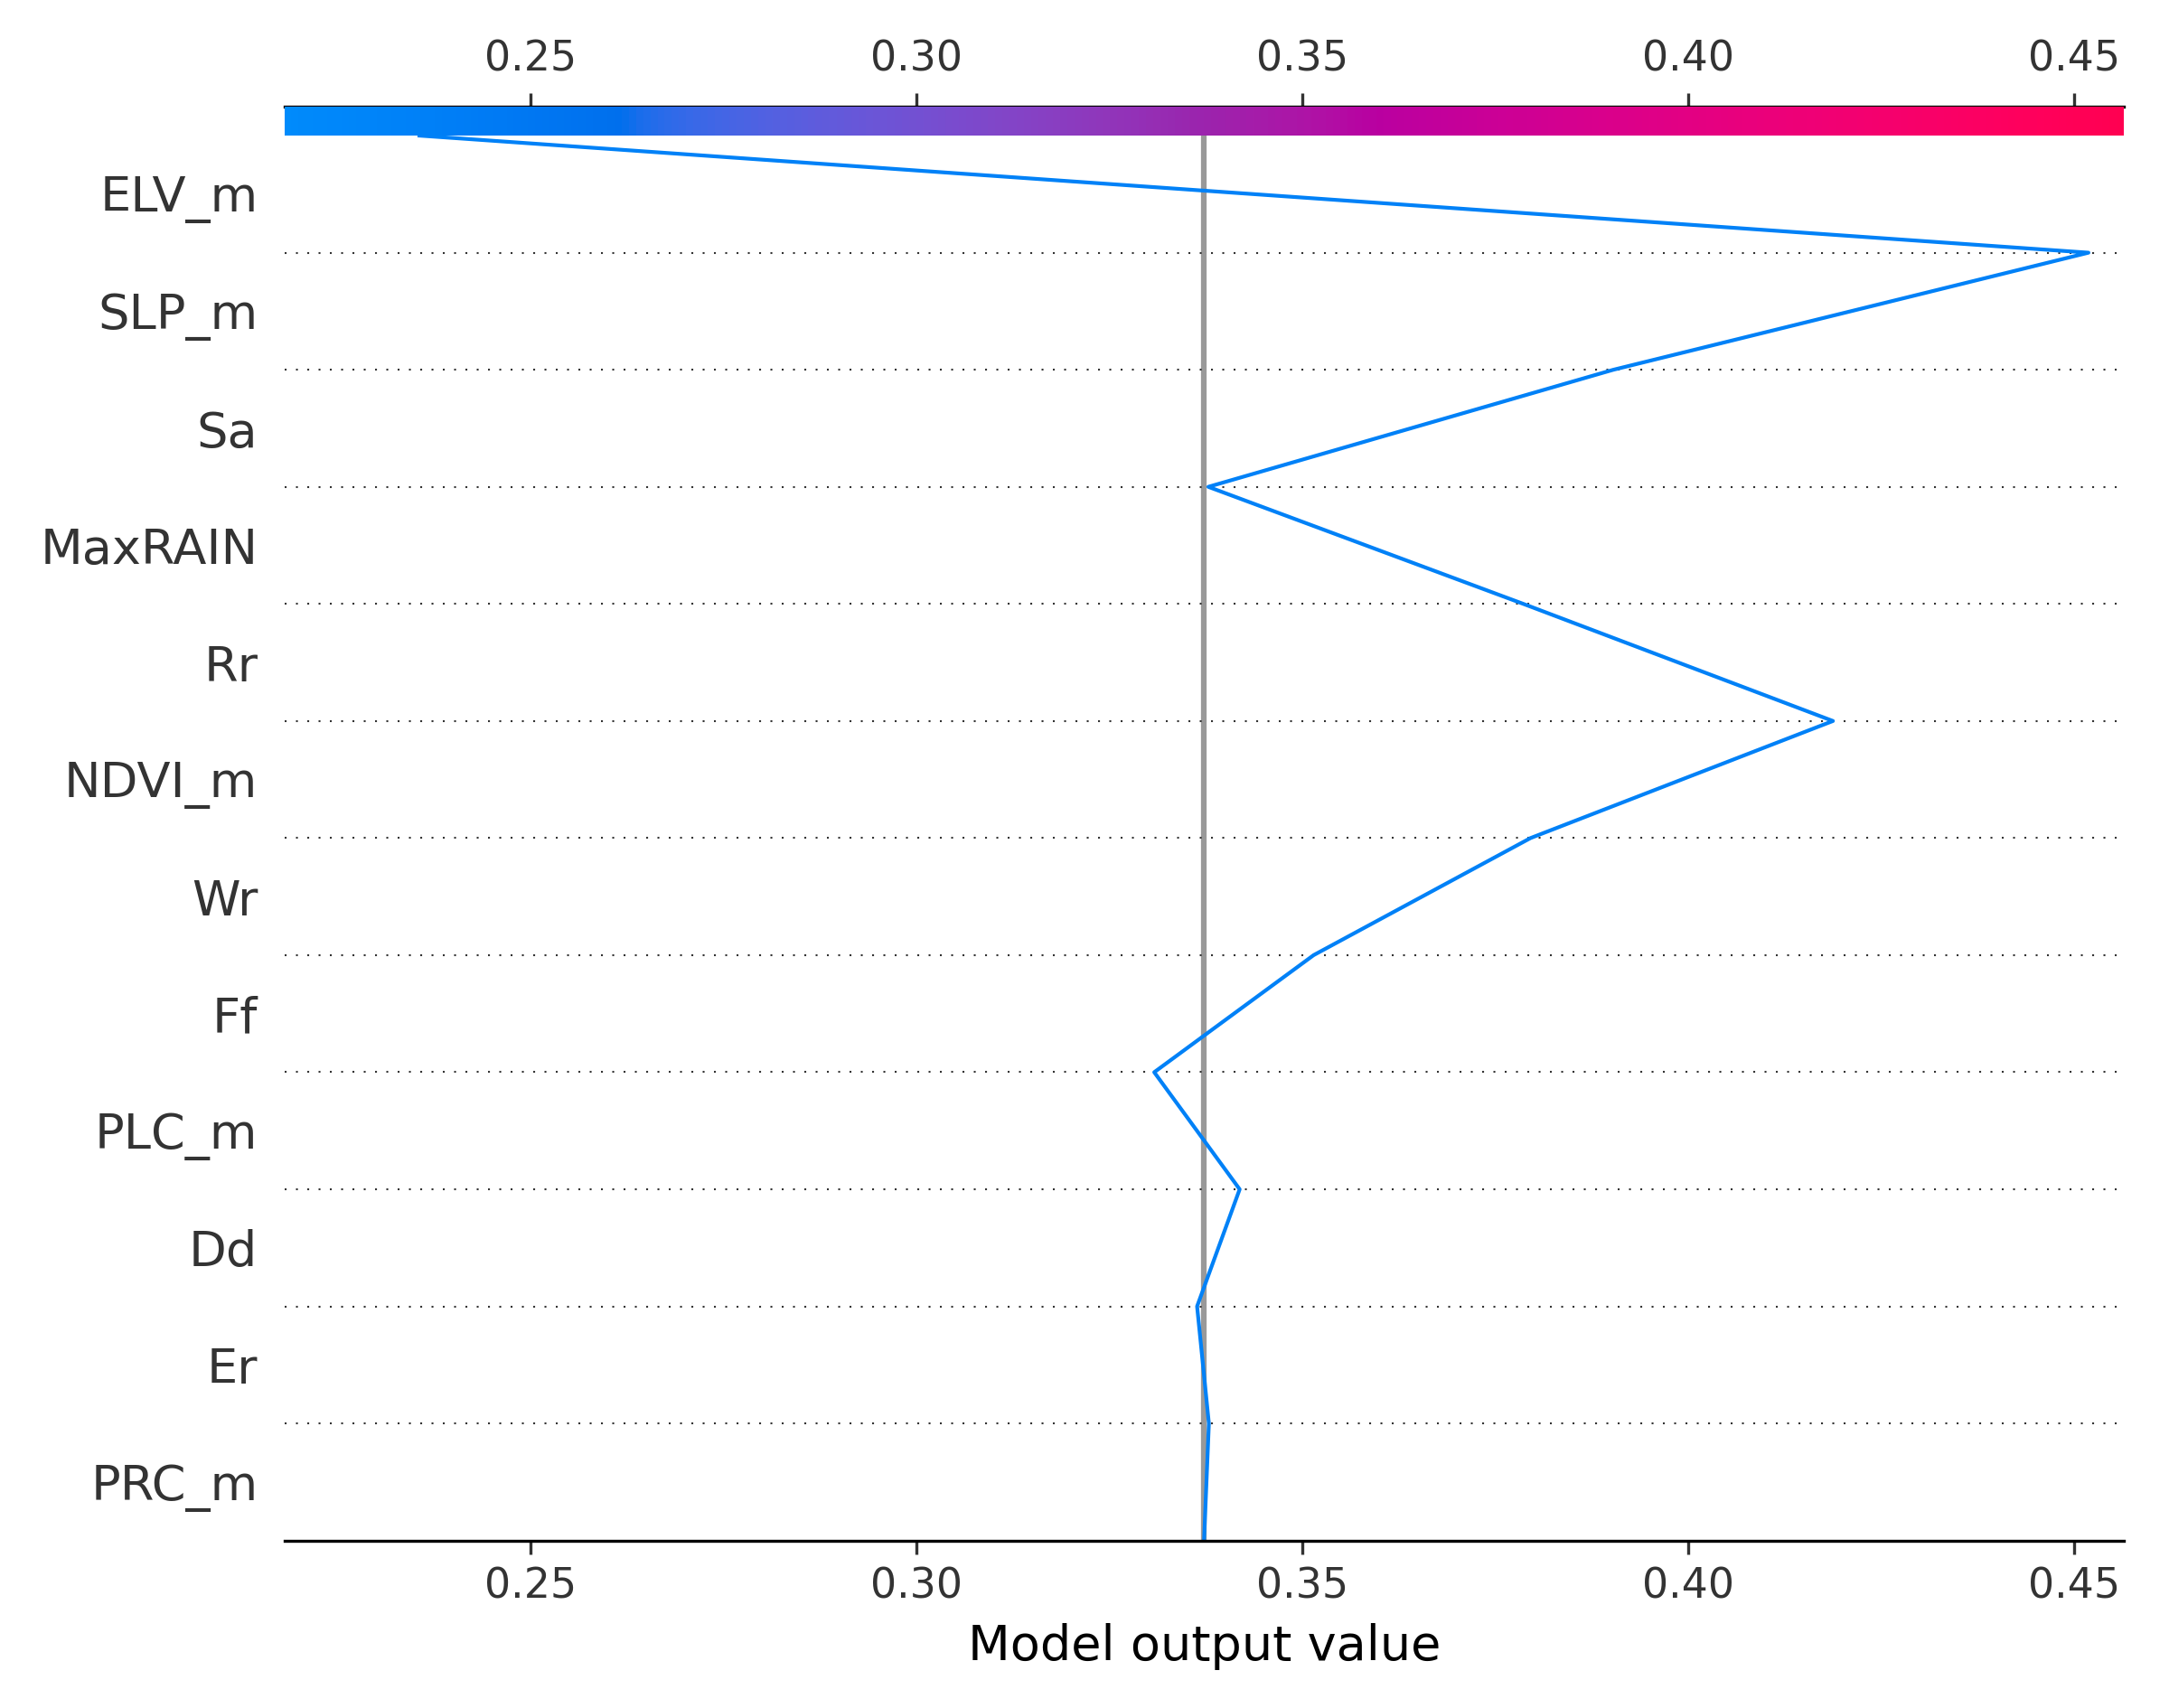 0.25 0.30 0.35 0.40 0.45
ELV_m
SLP_m
Sa
MaxRAIN
Rr
NDVI_m
Wr
Ff
PLC_m
Dd
Er
PRC_m
0.25 0.30 0.35 0.40 0.45
Model output value